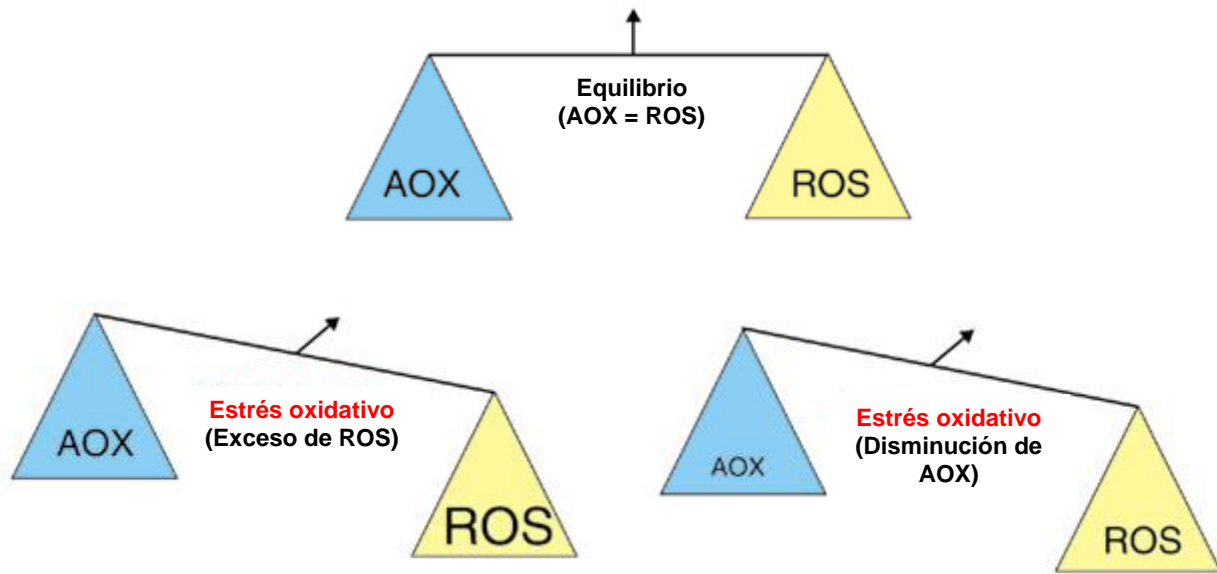 Equilibrio
(AOX = ROS)
AOX
ROS
Estrés oxidativo
(Exceso de ROS)
AOX
ROS
Estrés oxidativo
(Disminución de
AOX)
AOX
ROS